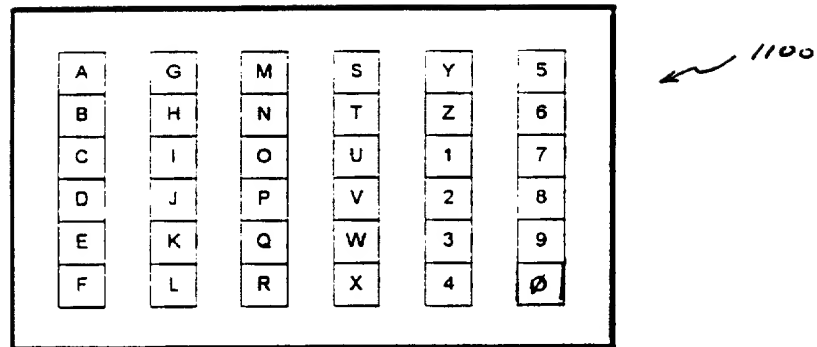 A G M S Y 5
B H N T Z 6
C I O U 1 7
D J P V 2 8
E K Q W 3 9
F L R X 4 Ø
1100